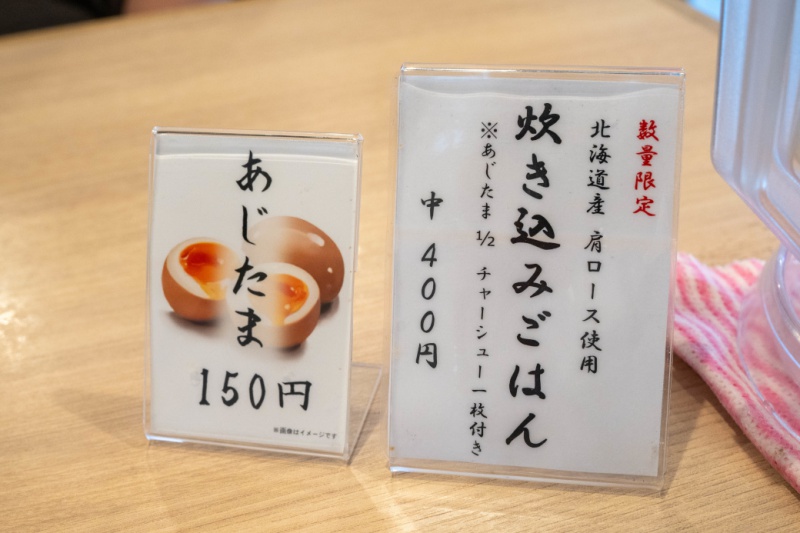 あじたま
150円
※画像はイメージです
数量限定
北海道産 肩ロース使用
炊き込みごはん
※あじたま 1/2 チャーシュー一枚付き
中 400円